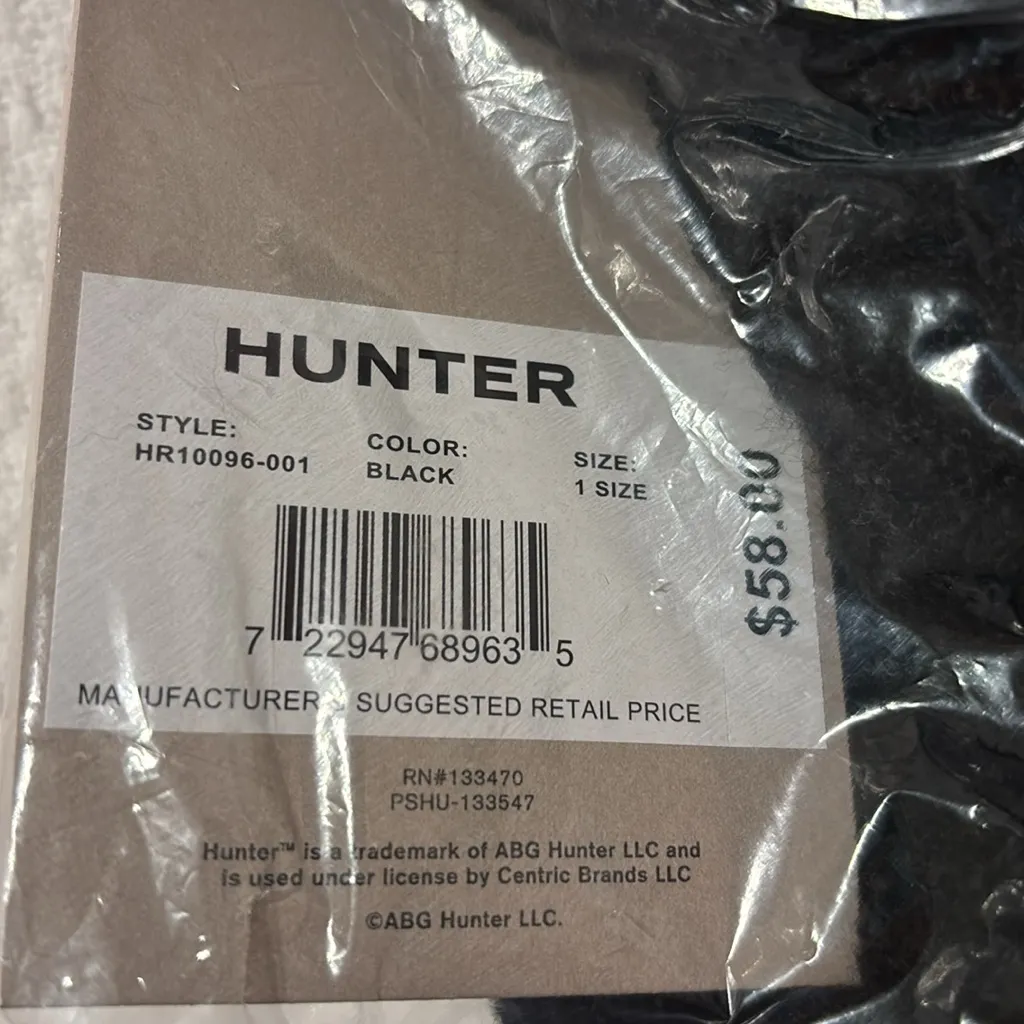 HUNTER
STYLE:
HR10096-001
COLOR:
BLACK
SIZE:
1 SIZE
$58.00
7 22947 68963 5
MANUFACTURER'S SUGGESTED RETAIL PRICE
RN#133470
PSHU-133547
Hunter™ is a trademark of ABG Hunter LLC and
is used under license by Centric Brands LLC
©ABG Hunter LLC.